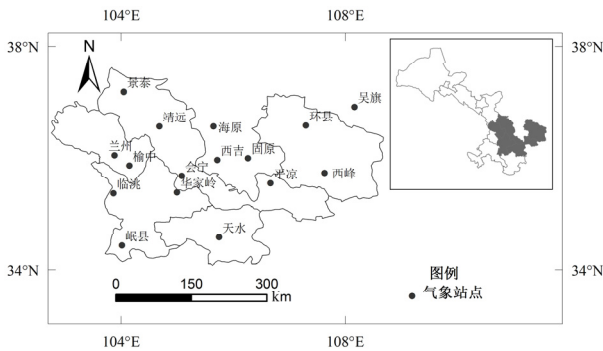 104°E 108°E
38°N 38°N
N
景泰
吴旗
靖远 海原 环县
兰州 榆中 西吉 固原
会宁
临洮 华家岭 平凉 西峰
岷县 天水
34°N 34°N
图例
气象站点
0 150 300
km
104°E 108°E